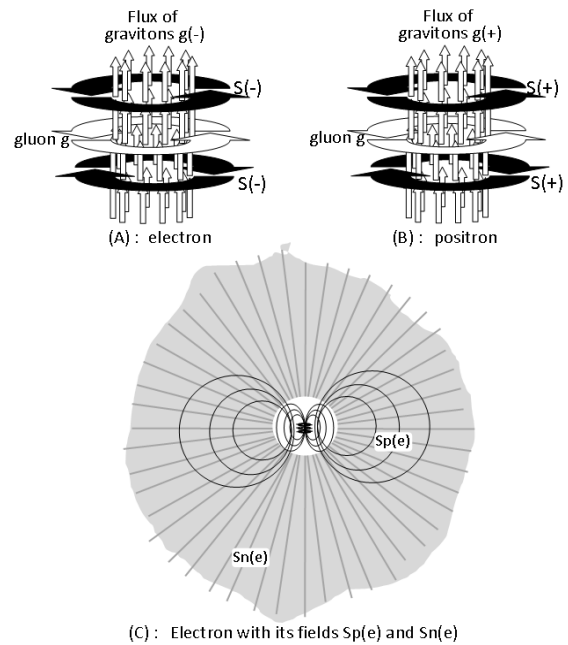 Flux of
gravitons g(-)
S(-)
gluon g
S(-)
(A) : electron
Flux of
gravitons g(+)
S(+)
gluon g
S(+)
(B) : positron
Sp(e)
Sn(e)
(C) : Electron with its fields Sp(e) and Sn(e)